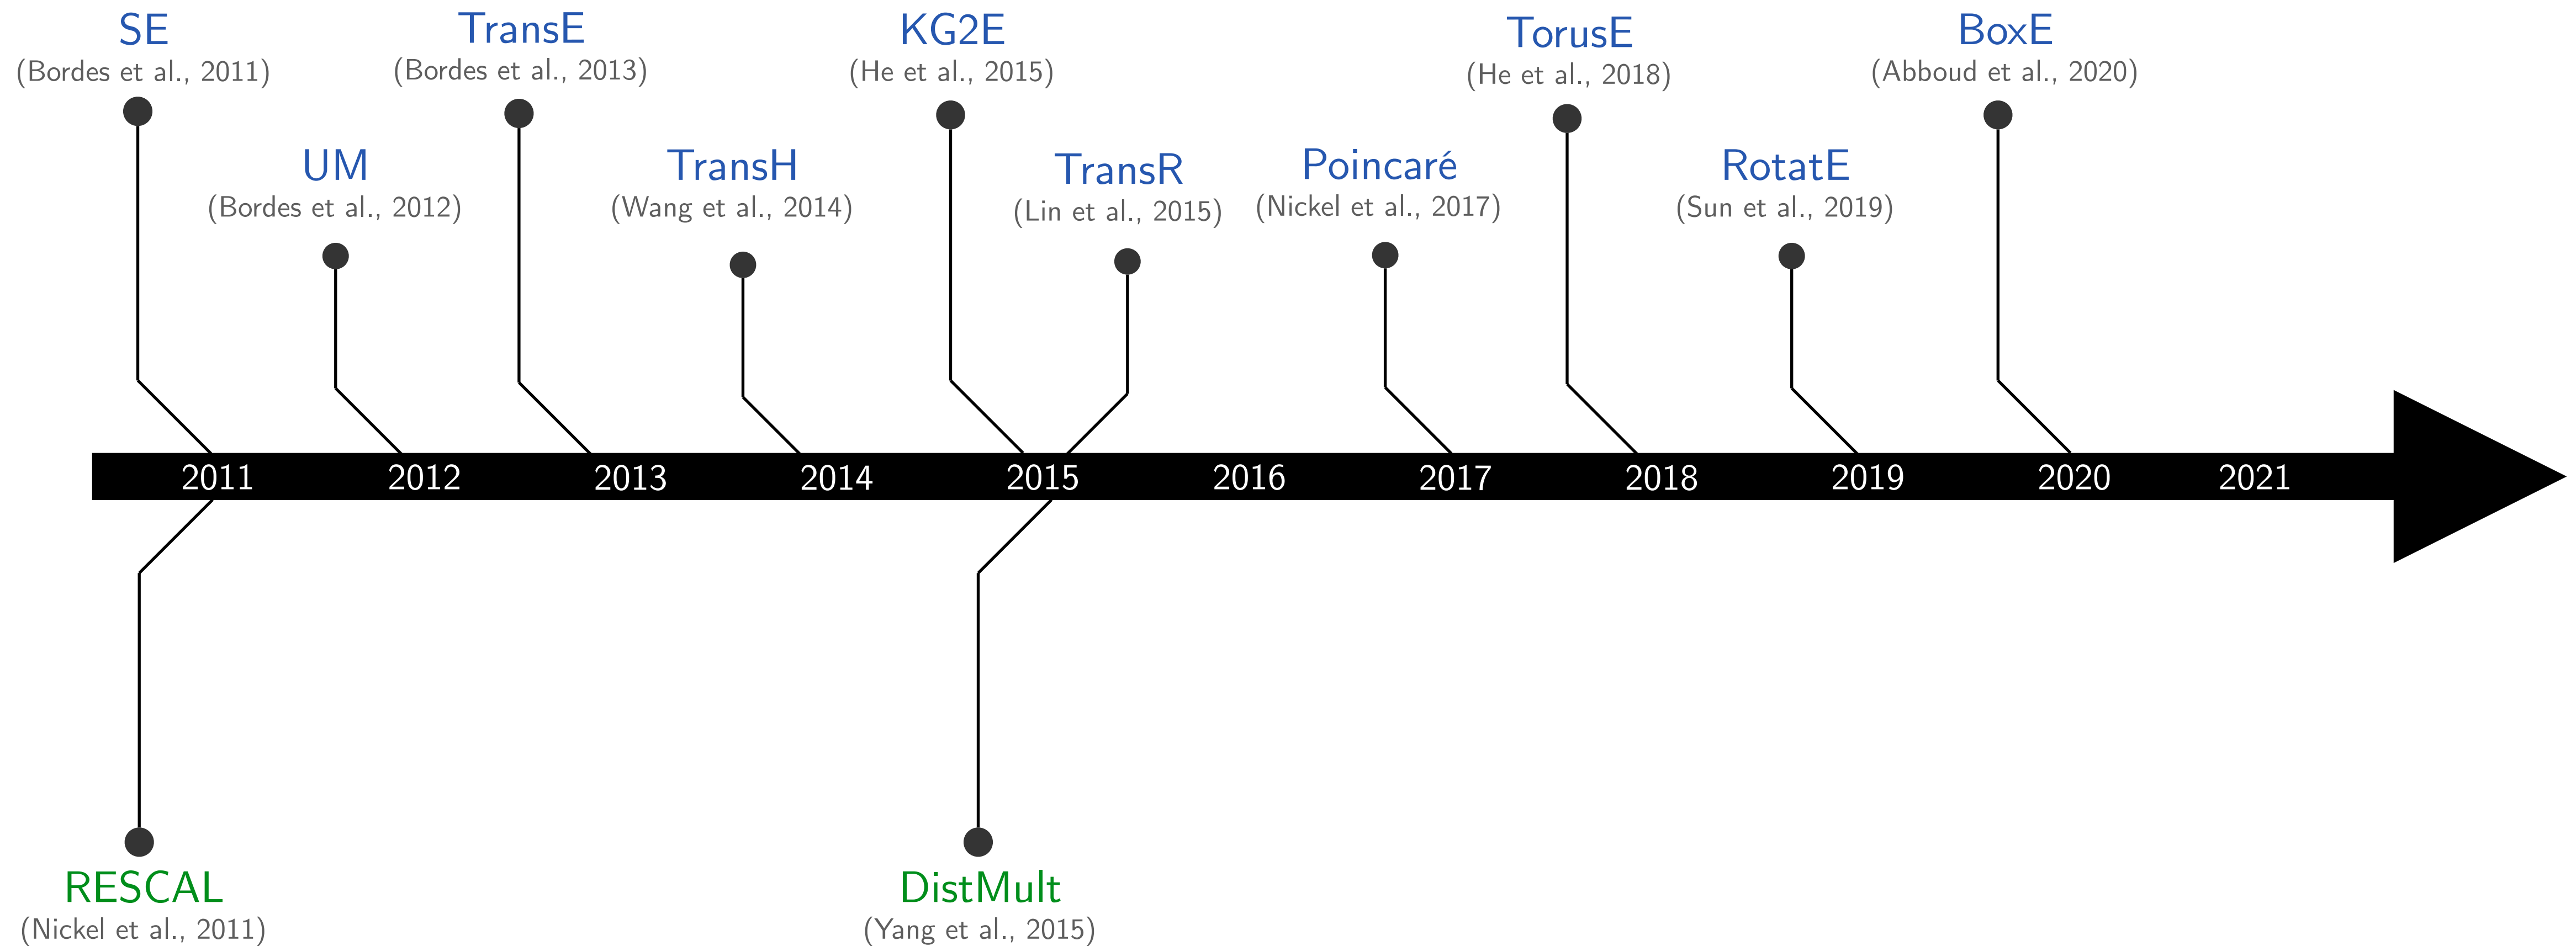 SE
(Bordes et al., 2011)
TransE
(Bordes et al., 2013)
KG2E
(He et al., 2015)
TorusE
(He et al., 2018)
BoxE
(Abboud et al., 2020)
UM
(Bordes et al., 2012)
TransH
(Wang et al., 2014)
TransR
(Lin et al., 2015)
Poincaré
(Nickel et al., 2017)
RotatE
(Sun et al., 2019)
2011 2012 2013 2014 2015 2016 2017 2018 2019 2020 2021
RESCAL
(Nickel et al., 2011)
DistMult
(Yang et al., 2015)